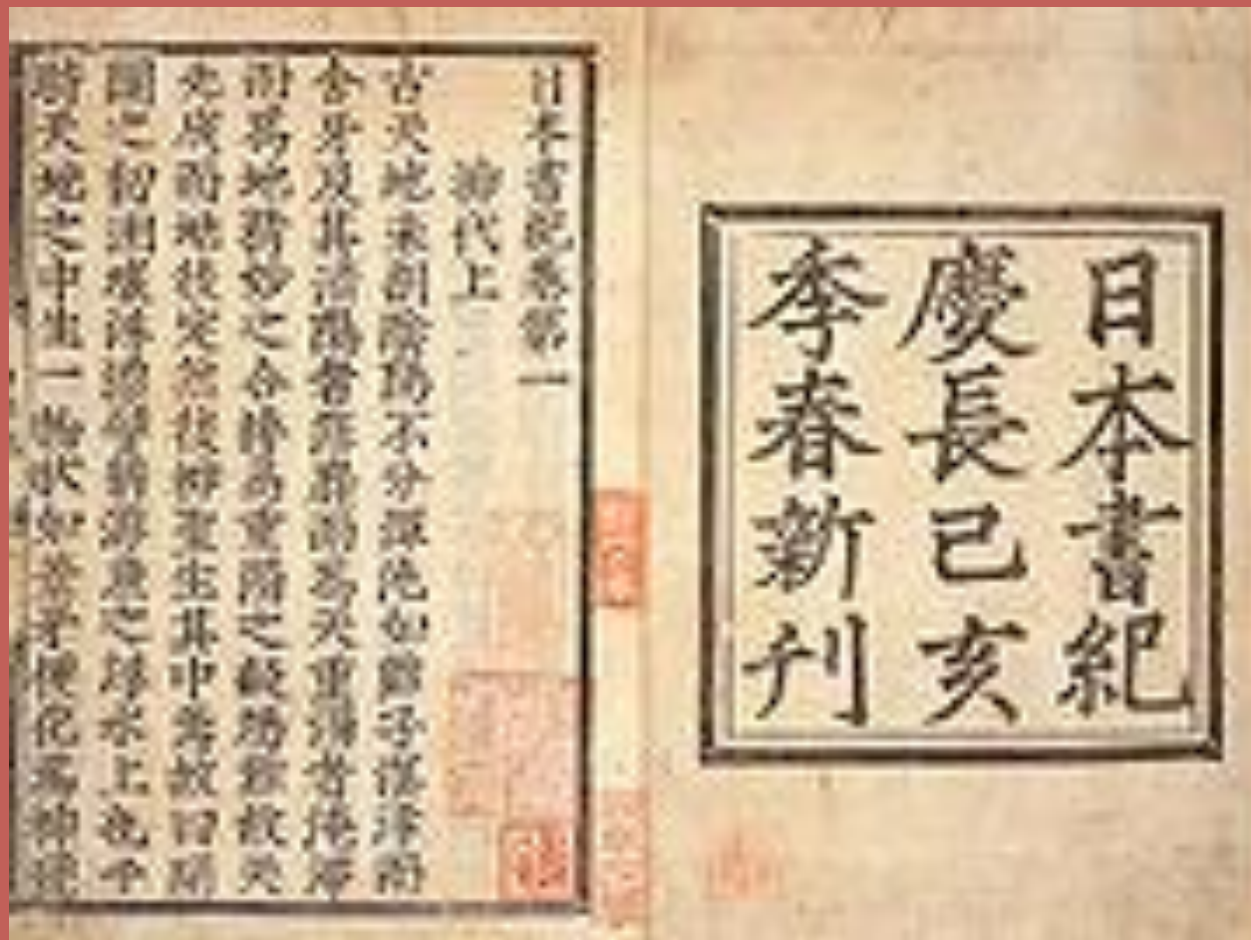 日本書紀
慶長己亥
季春新刊
日本書紀卷第一
神代上
古天地未剖陰陽不分渾沌如鷄子溟涬而
含牙及其清陽者薄靡而為天重濁者淹滯
而為地精妙之合搏易重濁之凝難故天
先成而地後定然後神聖生其中焉故曰開
闢之初洲壤浮漂譬猶游魚之浮水上也于
時天地之中生一物狀如葦牙便化為神